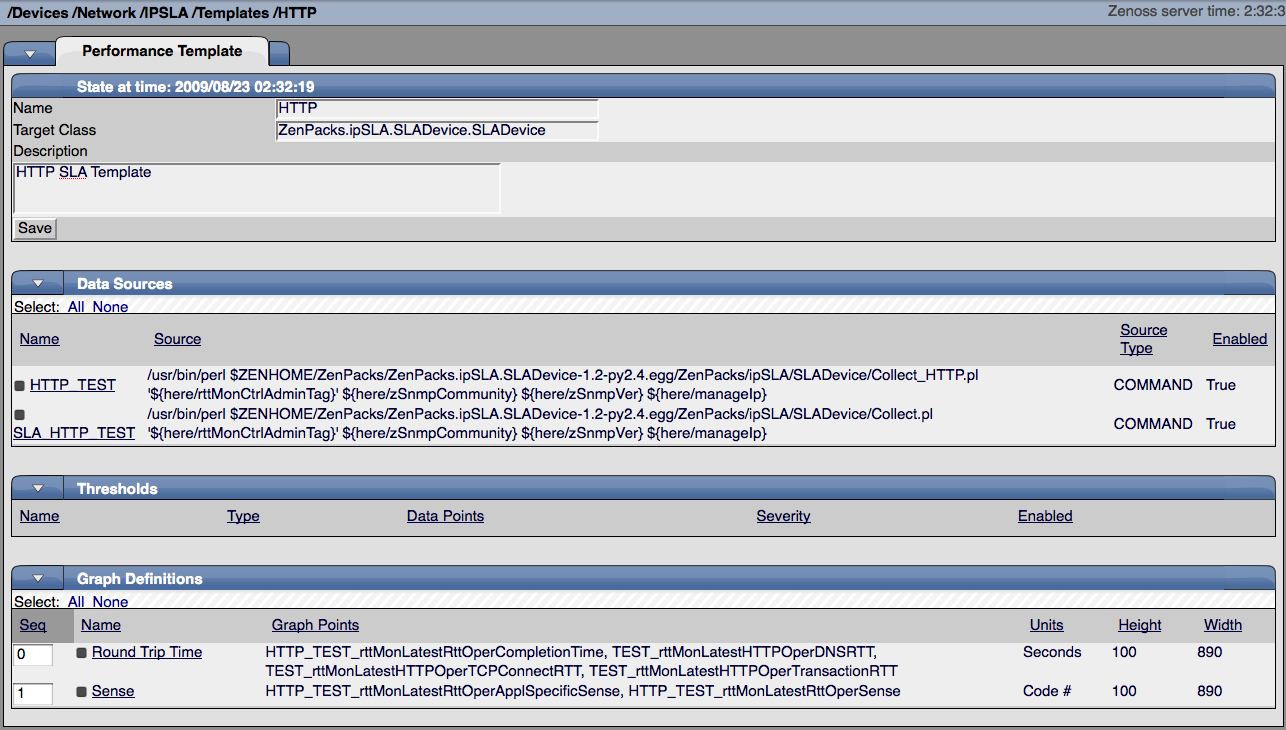 /Devices /Network /IPSLA /Templates /HTTP
Zenoss server time: 2:32:3
Performance Template
State at time: 2009/08/23 02:32:19
Name HTTP
Target Class ZenPacks.ipSLA.SLADevice.SLADevice
Description
HTTP SLA Template
Save
Data Sources
Select: All None
Name Source Source Type Enabled
HTTP_TEST /usr/bin/perl $ZENHOME/ZenPacks/ZenPacks.ipSLA.SLADevice-1.2-py2.4.egg/ZenPacks/ipSLA/SLADevice/Collect_HTTP.pl
'${here/rttMonCtrlAdminTag}' ${here/zSnmpCommunity} ${here/zSnmpVer} ${here/manageIp} COMMAND True
SLA_HTTP_TEST /usr/bin/perl $ZENHOME/ZenPacks/ZenPacks.ipSLA.SLADevice-1.2-py2.4.egg/ZenPacks/ipSLA/SLADevice/Collect.pl
'${here/rttMonCtrlAdminTag}' ${here/zSnmpCommunity} ${here/zSnmpVer} ${here/manageIp} COMMAND True
Thresholds
Name Type Data Points Severity Enabled
Graph Definitions
Select: All None
Seq Name Graph Points Units Height Width
0 Round Trip Time HTTP_TEST_rttMonLatestRttOperCompletionTime, TEST_rttMonLatestHTTPOperDNSRTT, Seconds 100 890
TEST_rttMonLatestHTTPOperTCPConnectRTT, TEST_rttMonLatestHTTPOperTransactionRTT
1 Sense HTTP_TEST_rttMonLatestRttOperApplSpecificSense, HTTP_TEST_rttMonLatestRttOperSense Code # 100 890